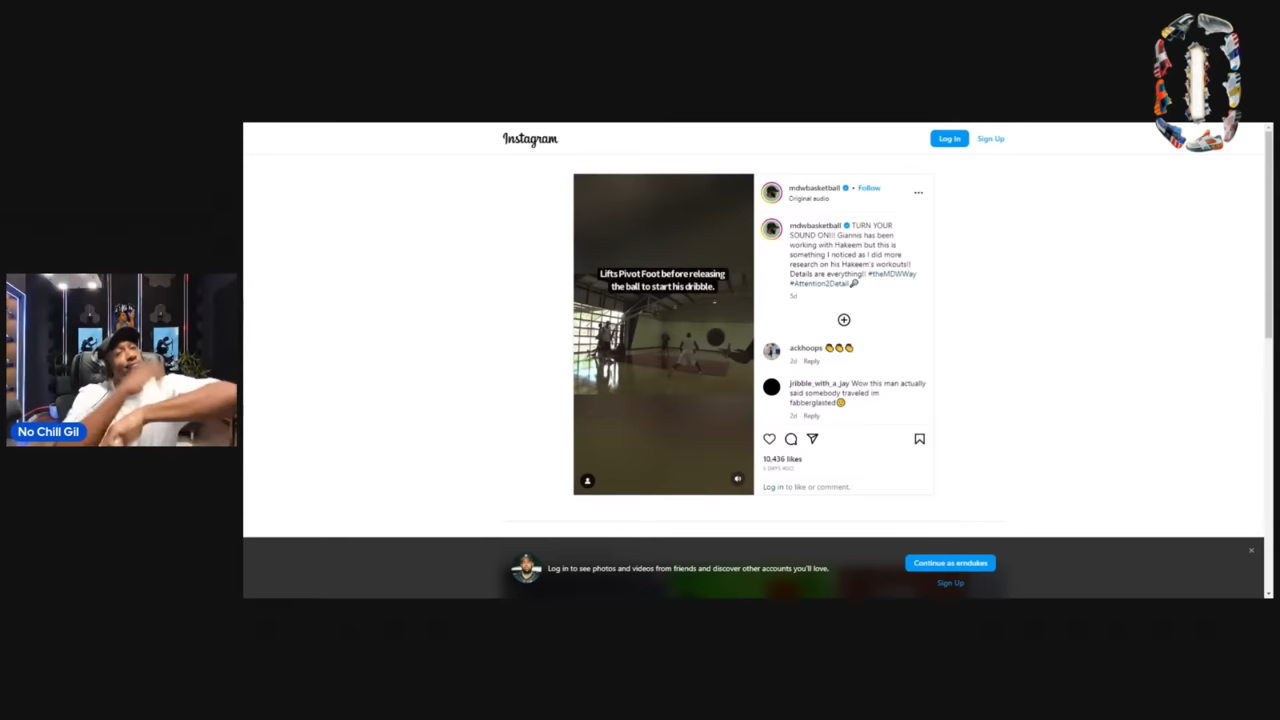 Instagram
Log In
Sign Up
mdwbasketball • Follow
Original audio
...
mdwbasketball TURN YOUR
SOUND ON!!! Giannis has been
working with Hakeem but this is
something I noticed as I did more
research on his Hakeem's workouts!!
Details are everything!! #theMDWWay
#Attention2Detail🔎
5d
Lifts Pivot Foot before releasing
the ball to start his dribble.
ackhoops 👏👏👏
2d Reply
jribble_with_a_jay Wow this man actually
said somebody traveled im
fabberglasted😕
2d Reply
10,436 likes
5 DAYS AGO
Log in to like or comment.
No Chill Gil
Log in to see photos and videos from friends and discover other accounts you'll love.
Continue as erndukes
Sign Up